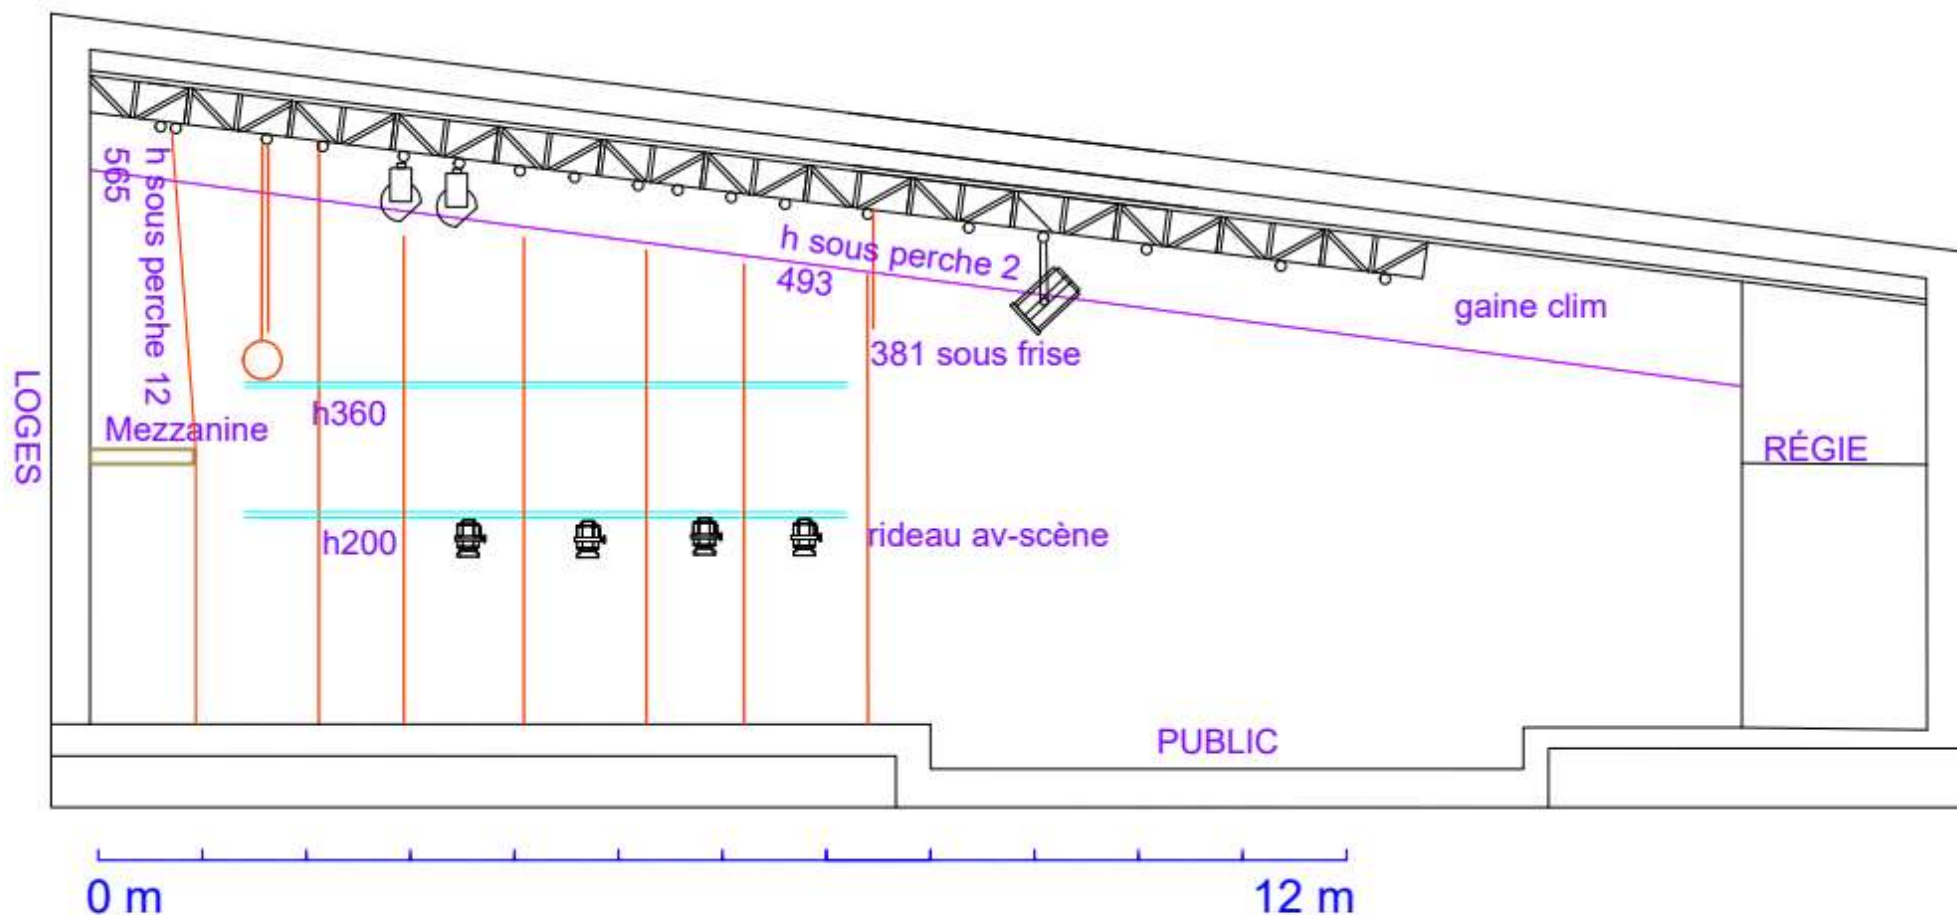 h sous perche 12
565
h sous perche 2
493
gaine clim
381 sous frise
LOGES
h360
Mezzanine
RÉGIE
h200
rideau av-scène
PUBLIC
0 m
12 m